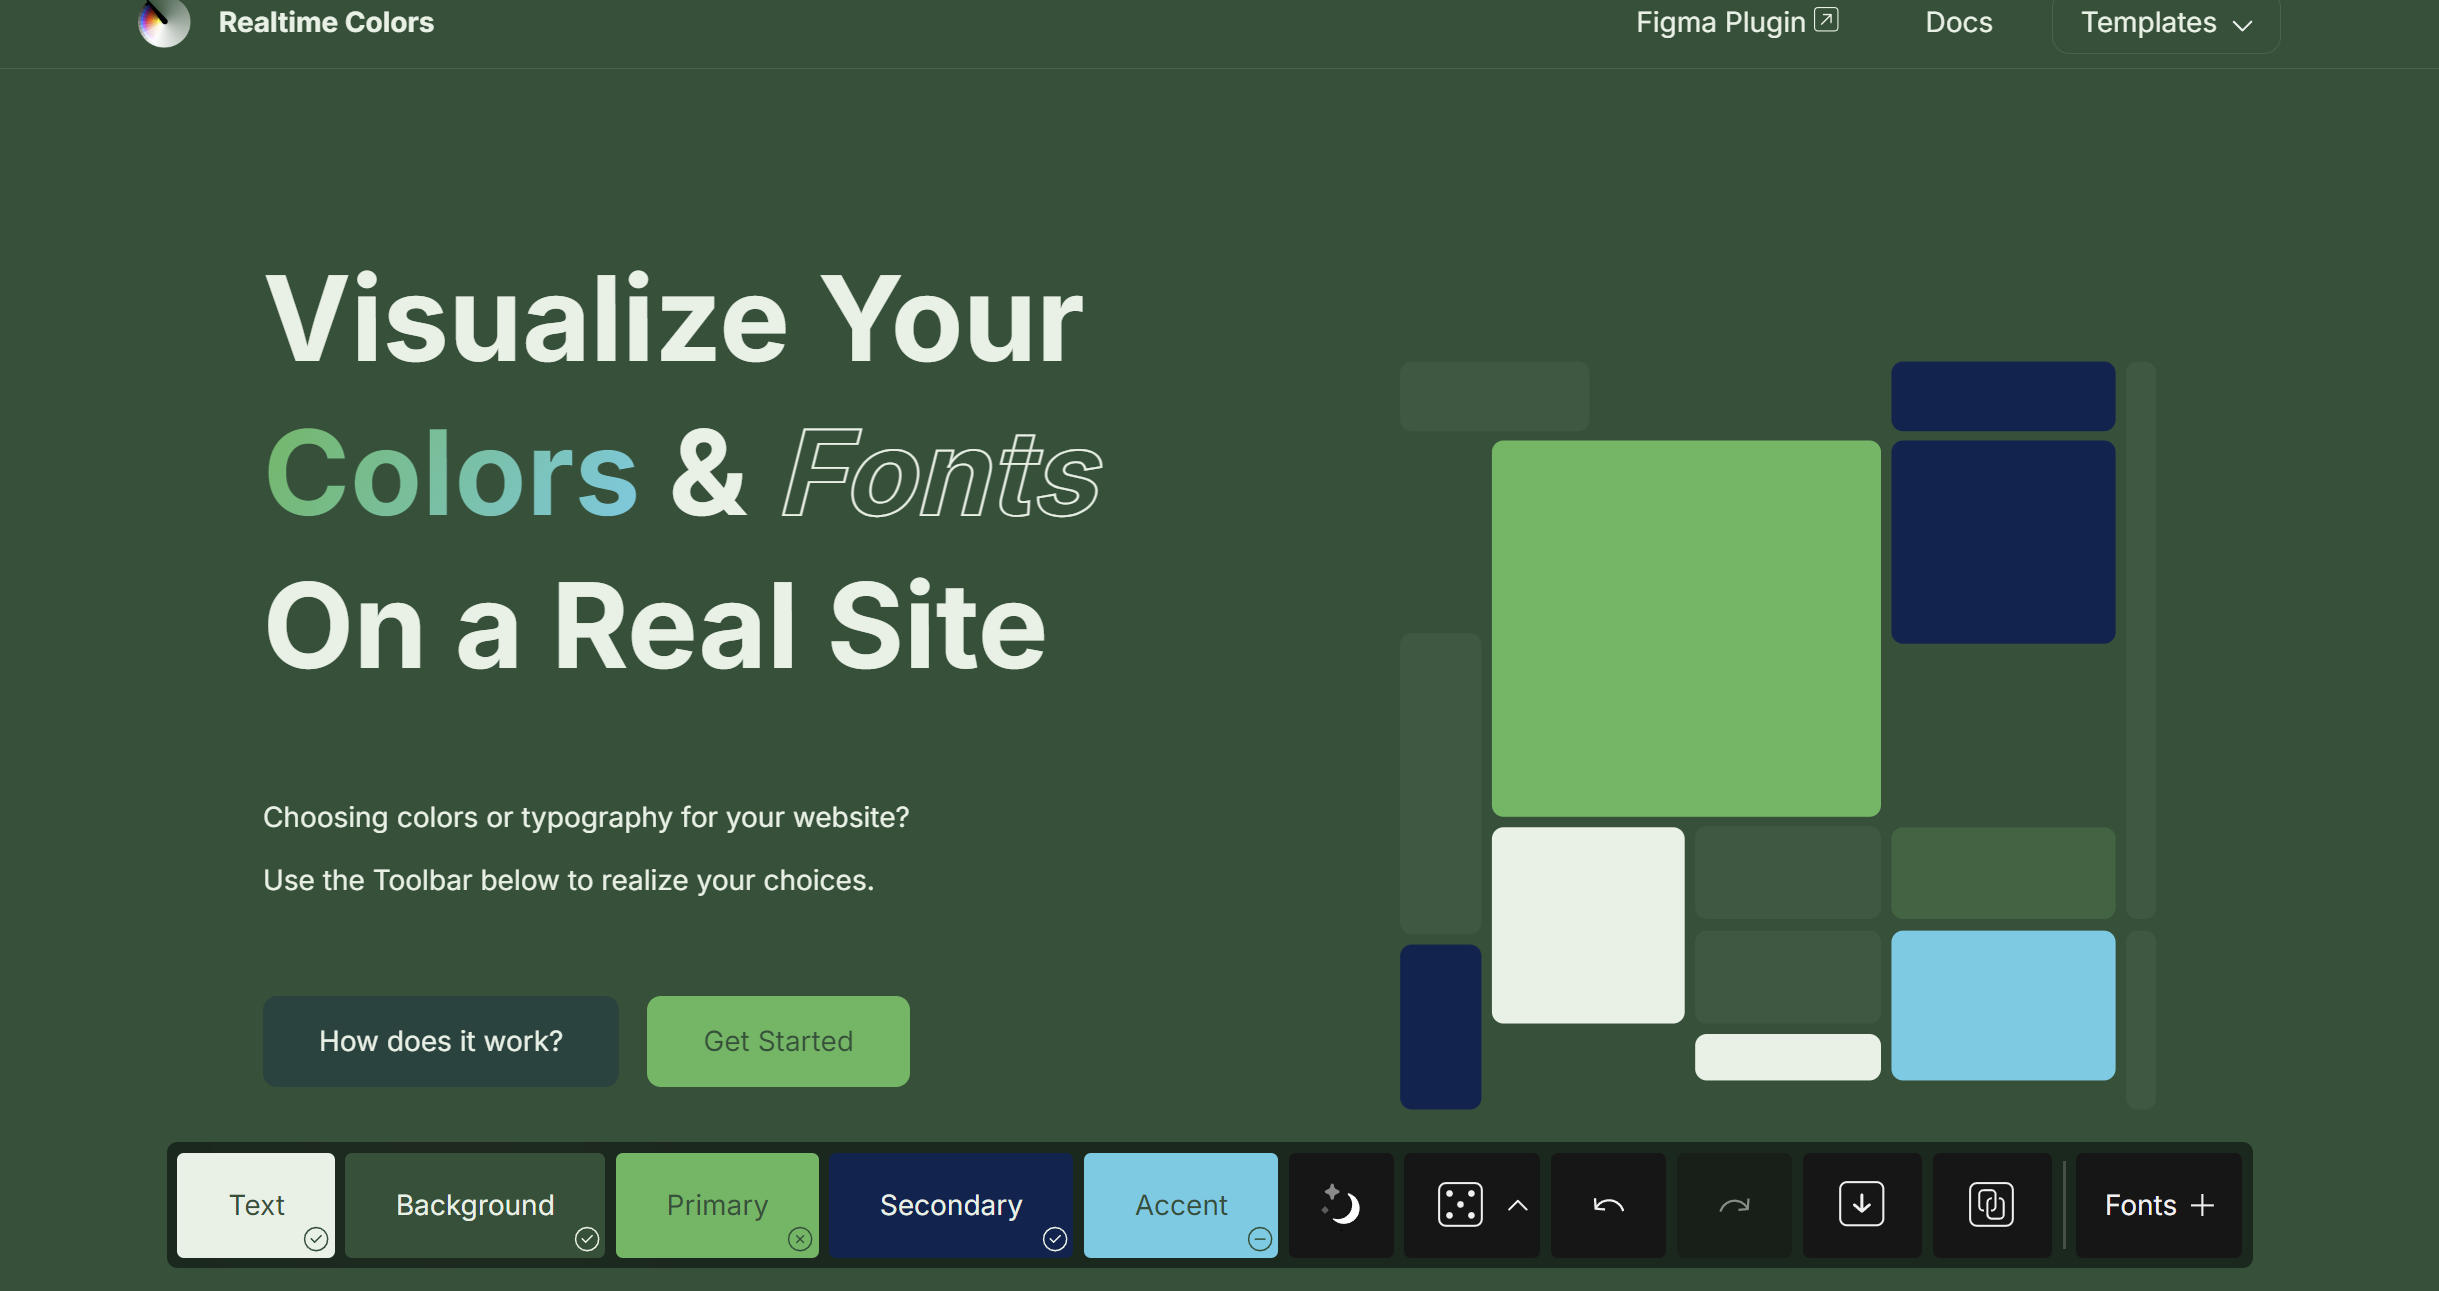 Realtime Colors
Figma Plugin
Docs
Templates
Visualize Your
Colors & Fonts
On a Real Site
Choosing colors or typography for your website?
Use the Toolbar below to realize your choices.
How does it work?
Get Started
Text
Background
Primary
Secondary
Accent
Fonts